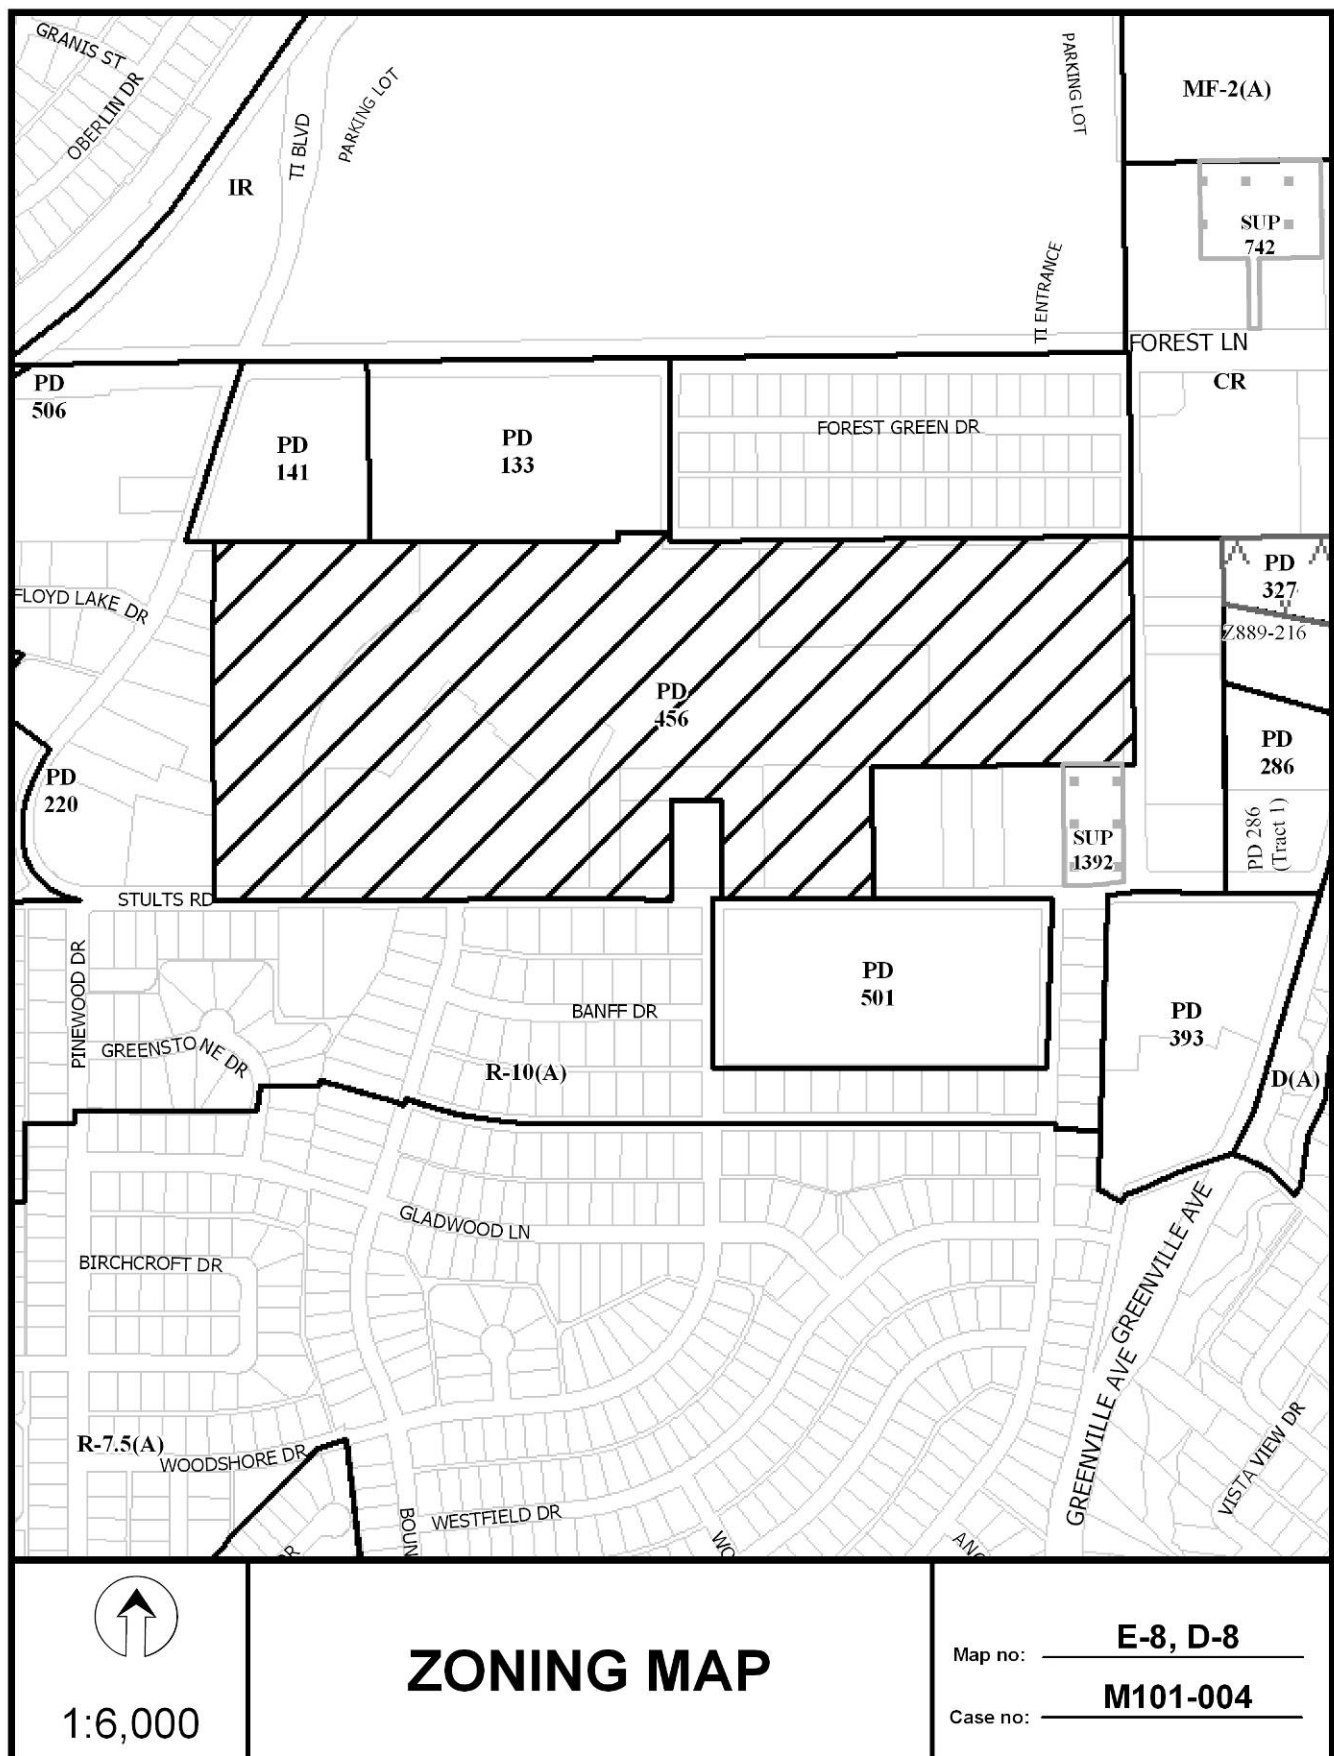 GRANIS ST
OBERLIN DR
IR
TI BLVD
PARKING LOT
PARKING LOT
MF-2(A)
SUP
742
TI ENTRANCE
FOREST LN
CR
PD
506
PD
141
PD
133
FOREST GREEN DR
PD
327
Z889-216
FLOYD LAKE DR
PD
456
PD
286
PD 286
(Tract 1)
PD
220
SUP
1392
STULTS RD
PINEWOOD DR
GREENSTONE DR
BANFF DR
R-10(A)
PD
501
PD
393
D(A)
GLADWOOD LN
BIRCHCROFT DR
GREENVILLE AVE
GREENVILLE AVE
R-7.5(A)
WOODSHORE DR
WESTFIELD DR
VISTA VIEW DR
BOUN
DR
WO
ANG
1:6,000
ZONING MAP
Map no: E-8, D-8
Case no: M101-004